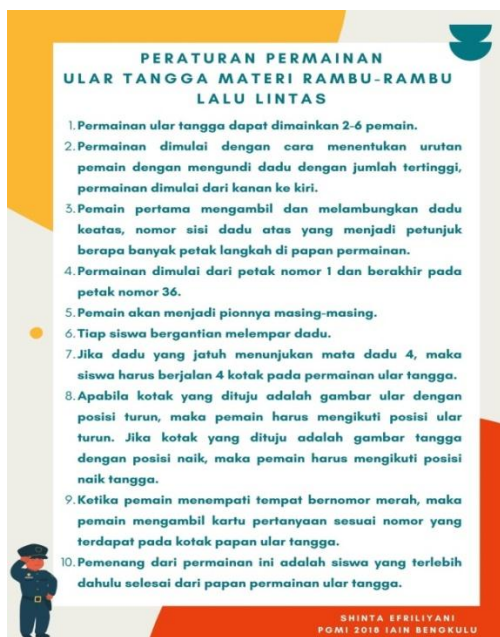 PERATURAN PERMAINAN
ULAR TANGGA MATERI RAMBU-RAMBU
LALU LINTAS
1. Permainan ular tangga dapat dimainkan 2-6 pemain.
2. Permainan dimulai dengan cara menentukan urutan
pemain dengan mengundi dadu dengan jumlah tertinggi,
permainan dimulai dari kanan ke kiri.
3. Pemain pertama mengambil dan melambungkan dadu
keatas, nomor sisi dadu atas yang menjadi petunjuk
berapa banyak petak langkah di papan permainan.
4. Permainan dimulai dari petak nomor 1 dan berakhir pada
petak nomor 36.
5. Pemain akan menjadi pionnya masing-masing.
6. Tiap siswa bergantian melempar dadu.
7. Jika dadu yang jatuh menunjukan mata dadu 4, maka
siswa harus berjalan 4 kotak pada permainan ular tangga.
8. Apabila kotak yang dituju adalah gambar ular dengan
posisi turun, maka pemain harus mengikuti posisi ular
turun. Jika kotak yang dituju adalah gambar tangga
dengan posisi naik, maka pemain harus mengikuti posisi
naik tangga.
9. Ketika pemain menempati tempat bernomor merah, maka
pemain mengambil kartu pertanyaan sesuai nomor yang
terdapat pada kotak papan ular tangga.
10. Pemenang dari permainan ini adalah siswa yang terlebih
dahulu selesai dari papan permainan ular tangga.
SHINTA EFRILIYANI
PGMI 2018 IAIN BENGKULU